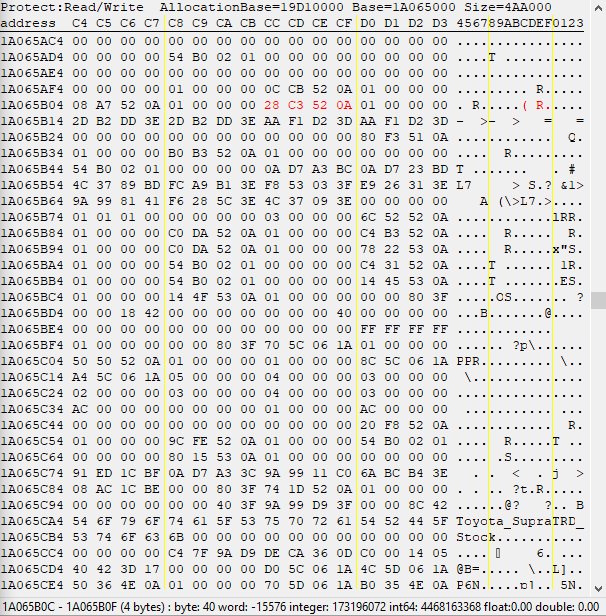 Protect:Read/Write AllocationBase=19D10000 Base=1A065000 Size=4AA000
address C4 C5 C6 C7 C8 C9 CA CB CC CD CE CF D0 D1 D2 D3 456789ABCDEF0123
1A065AC4 00 00 00 00 00 00 00 00 00 00 00 00 00 00 00 00 ................
1A065AD4 00 00 00 00 54 B0 02 01 00 00 00 00 00 00 00 00 ....T...........
1A065AE4 00 00 00 00 00 00 00 00 00 00 00 00 00 00 00 00 ................
1A065AF4 00 00 00 00 01 00 00 00 0C CB 52 0A 01 00 00 00 ......... R.....
1A065B04 08 A7 52 0A 01 00 00 00 28 C3 52 0A 01 00 00 00 . R.....( R.....
1A065B14 2D B2 DD 3E 2D B2 DD 3E AA F1 D2 3D AA F1 D2 3D -  >-  >   =   =
1A065B24 00 00 00 00 00 00 00 00 00 00 00 00 80 F3 51 0A ............  Q.
1A065B34 01 00 00 00 B0 B3 52 0A 01 00 00 00 00 00 00 00 ....  R.........
1A065B44 54 B0 02 01 00 00 00 00 0A D7 A3 BC 0A D7 23 BD T ...... . #
1A065B54 4C 37 89 BD FC A9 B1 3E F8 53 03 3F E9 26 31 3E L7     > S.? &1>
1A065B64 9A 99 81 41 F6 28 5C 3E 4C 37 09 3E 00 00 00 00    A (\>L7.>....
1A065B74 01 01 01 00 00 00 00 00 03 00 00 00 6C 52 52 0A ............lRR.
1A065B84 01 00 00 00 C0 DA 52 0A 01 00 00 00 C4 B3 52 0A ....  R.....  R.
1A065B94 01 00 00 00 C0 DA 52 0A 01 00 00 00 78 22 53 0A ....  R.....x"S.
1A065BA4 01 00 00 00 54 B0 02 01 00 00 00 00 C4 31 52 0A ....T ...... 1R.
1A065BB4 01 00 00 00 54 B0 02 01 00 00 00 00 14 45 53 0A ....T .......ES.
1A065BC4 01 00 00 00 14 4F 53 0A 01 00 00 00 00 00 80 3F .....OS....... ?
1A065BD4 00 00 18 42 00 00 00 00 00 00 00 40 00 00 00 00 ...B.......@....
1A065BE4 00 00 00 00 00 00 00 00 00 00 00 00 FF FF FF FF ............
1A065BF4 01 00 00 00 00 00 80 3F 70 5C 06 1A 01 00 00 00 ...... ?p\......
1A065C04 50 50 52 0A 01 00 00 00 01 00 00 00 8C 5C 06 1A PPR......... \..
1A065C14 A4 5C 06 1A 05 00 00 00 04 00 00 00 03 00 00 00  \..............
1A065C24 02 00 00 00 03 00 00 00 04 00 00 00 03 00 00 00 ................
1A065C34 AC 00 00 00 00 00 00 00 01 00 00 00 AC 00 00 00 ........... ...
1A065C44 00 00 00 00 00 00 00 00 00 00 00 00 20 F8 52 0A ............  R.
1A065C54 01 00 00 00 9C FE 52 0A 01 00 00 00 54 B0 02 01 ....  R.....T ..
1A065C64 00 00 00 00 80 15 53 0A 01 00 00 00 00 00 00 00 .... .S.........
1A065C74 91 ED 1C BF 0A D7 A3 3C 9A 99 11 C0 6A BC B4 3E   . .  <  . j  >
1A065C84 08 AC 1C BE 00 00 80 3F 74 1D 52 0A 01 00 00 00 . . .. ?t.R.....
1A065C94 00 00 00 00 00 00 40 3F 9A 99 D9 3F 00 00 8C 42 ......@?   ?.. B
1A065CA4 54 6F 79 6F 74 61 5F 53 75 70 72 61 54 52 44 5F Toyota_SupraTRD_
1A065CB4 53 74 6F 63 6B 00 00 00 00 00 00 00 00 00 00 00 Stock...........
1A065CC4 00 00 00 00 C4 7F 9A D9 DE CA 36 0D C0 00 14 05
1A065CD4 40 42 3D 17 00 00 00 00 D0 5C 06 1A 4C 5D 06 1A @B=..... \..L]..
1A065CE4 50 36 4E 0A 01 00 00 00 70 5D 06 1A B0 35 4E 0A P6N.....p].. 5N.
1A065B0C - 1A065B0F (4 bytes) : byte: 40 word: -15576 integer: 173196072 int64: 4468163368 float:0.00 double: 0.00